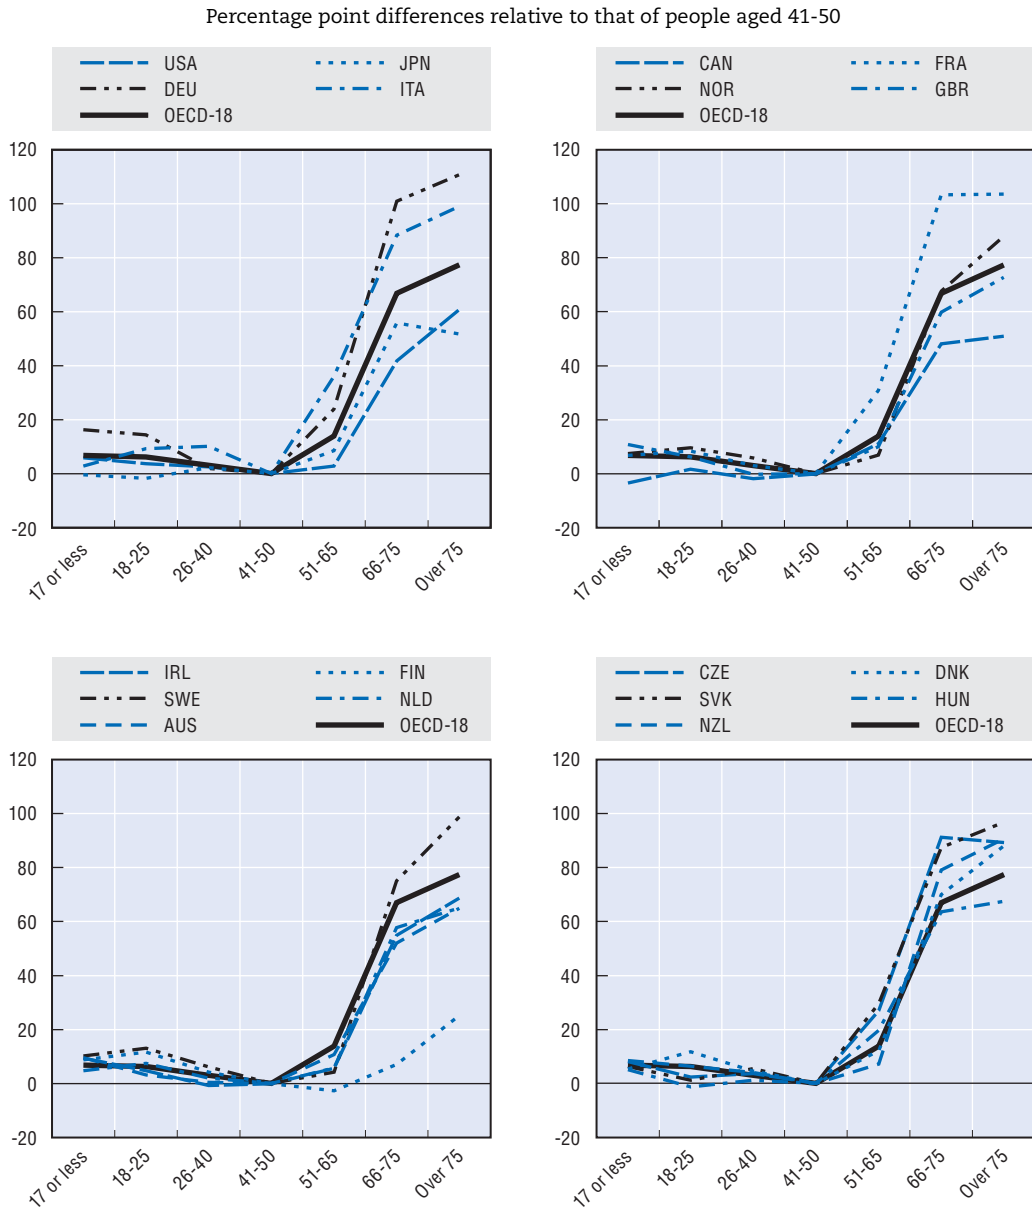 Percentage point differences relative to that of people aged 41-50
USA JPN
DEU ITA
OECD-18
120
100
80
60
40
20
0
-20
17 or less 18-25 26-40 41-50 51-65 66-75 Over 75
CAN FRA
NOR GBR
OECD-18
120
100
80
60
40
20
0
-20
17 or less 18-25 26-40 41-50 51-65 66-75 Over 75
IRL FIN
SWE NLD
AUS OECD-18
120
100
80
60
40
20
0
-20
17 or less 18-25 26-40 41-50 51-65 66-75 Over 75
CZE DNK
SVK HUN
NZL OECD-18
120
100
80
60
40
20
0
-20
17 or less 18-25 26-40 41-50 51-65 66-75 Over 75